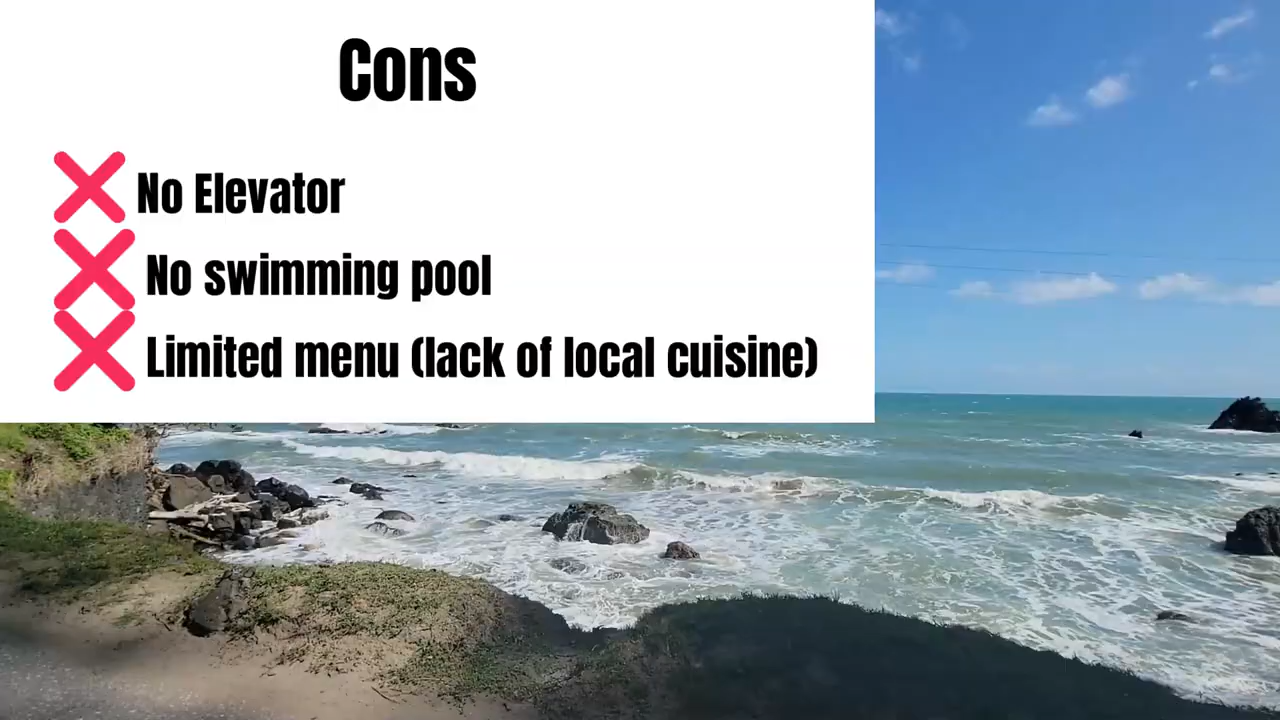 Cons
No Elevator
No swimming pool
Limited menu (lack of local cuisine)